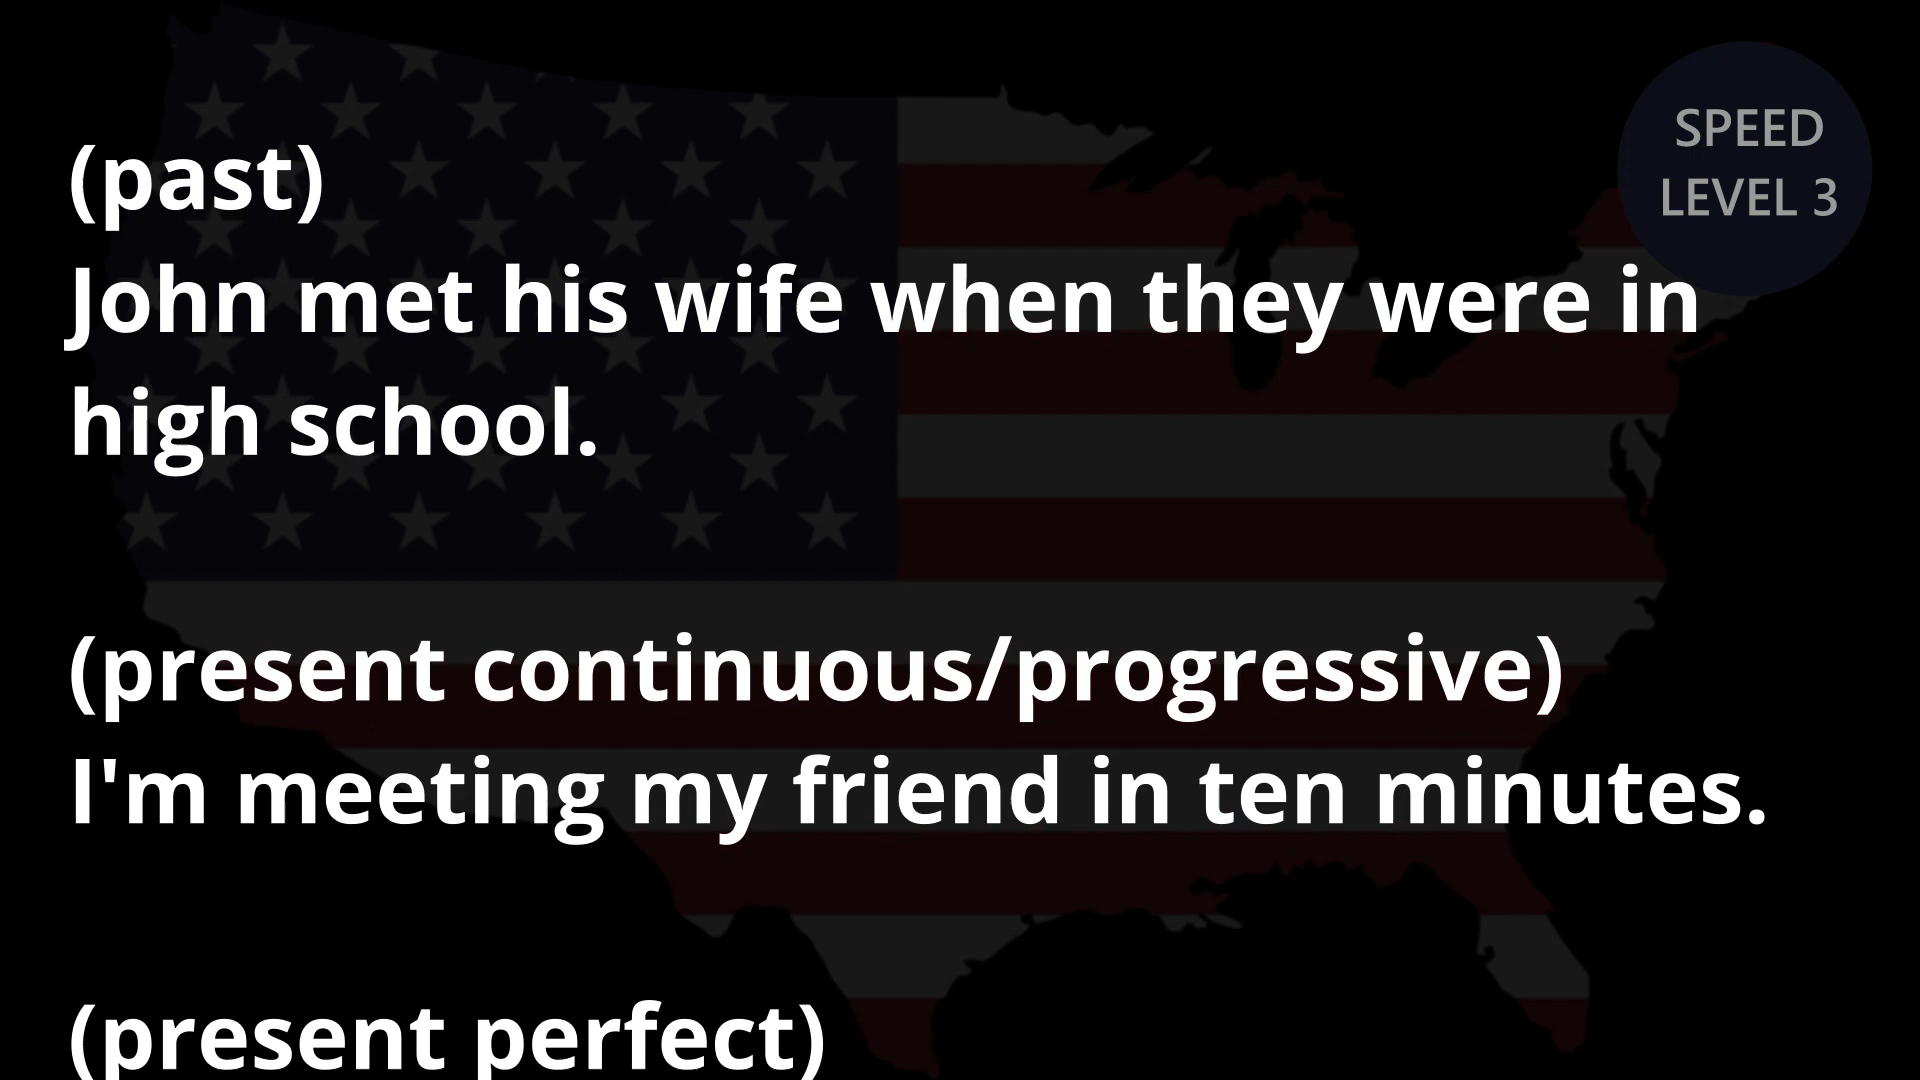 SPEED
LEVEL 3
(past)
John met his wife when they were in
high school.
(present continuous/progressive)
I'm meeting my friend in ten minutes.
(present perfect)